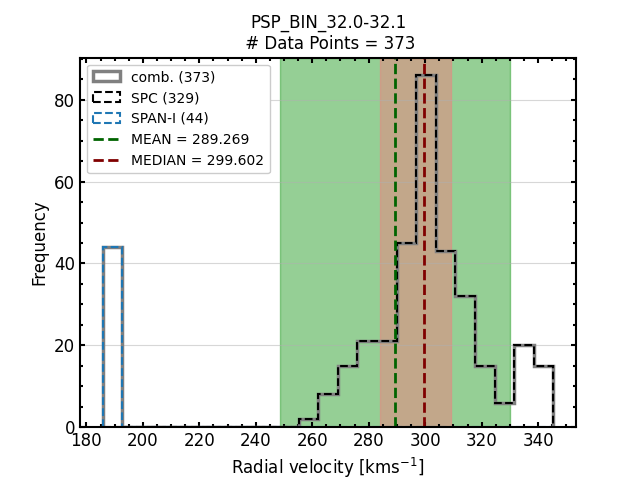 PSP_BIN_32.0-32.1
# Data Points = 373
comb. (373)
SPC (329)
SPAN-I (44)
MEAN = 289.269
MEDIAN = 299.602
Frequency
80
60
40
20
0
180 200 220 240 260 280 300 320 340
Radial velocity [kms⁻¹]